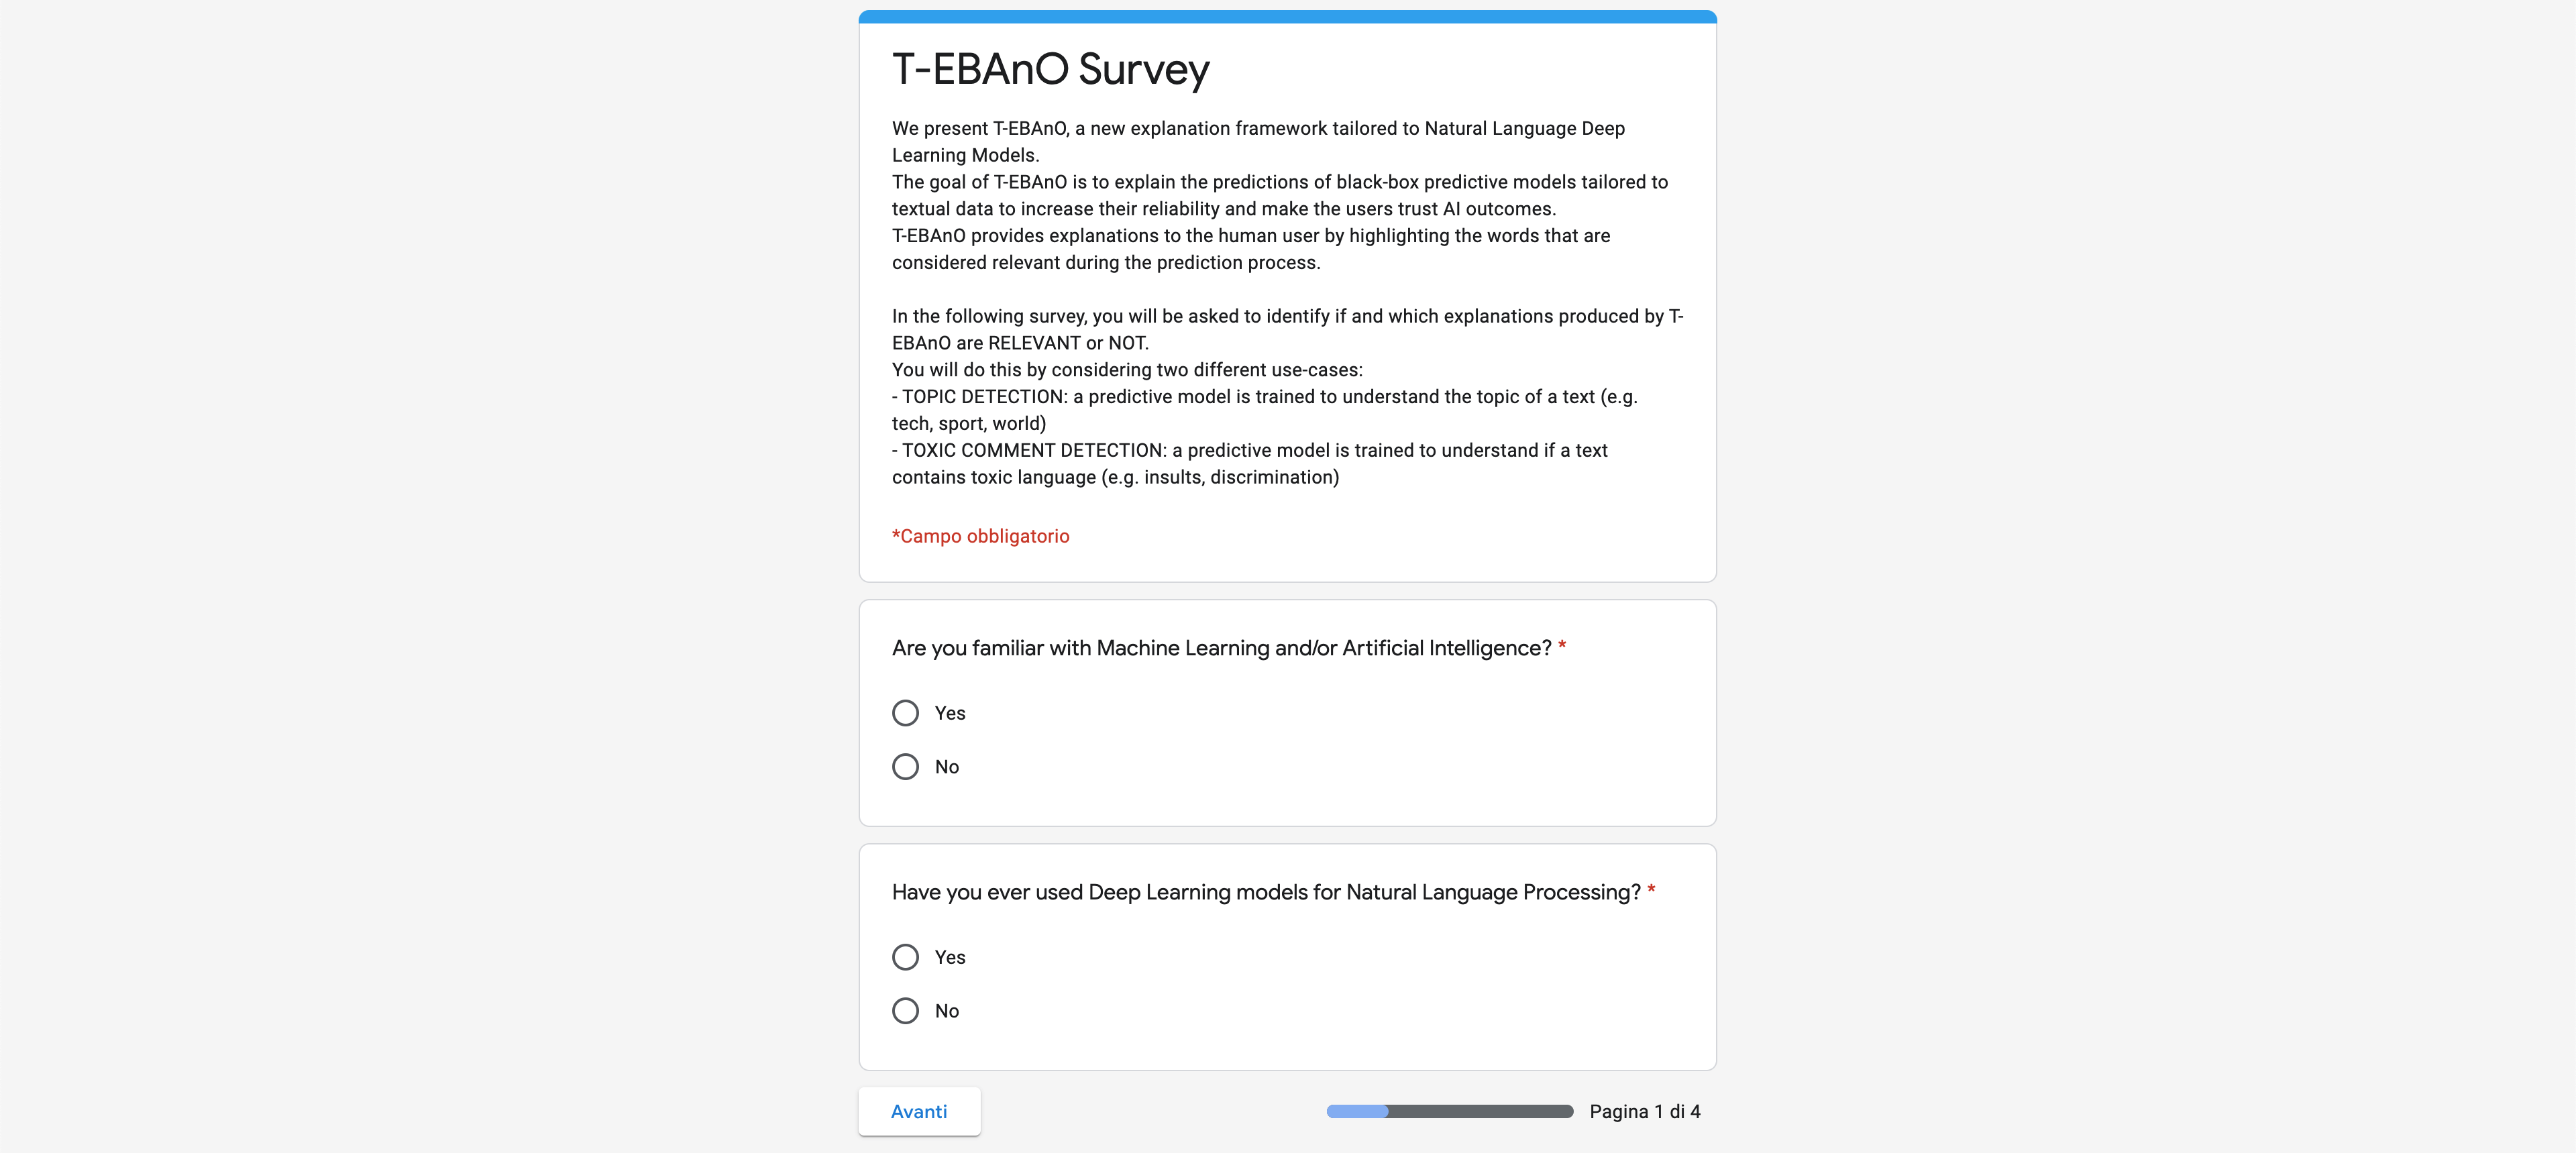 T-EBAnO Survey
We present T-EBAnO, a new explanation framework tailored to Natural Language Deep
Learning Models.
The goal of T-EBAnO is to explain the predictions of black-box predictive models tailored to
textual data to increase their reliability and make the users trust AI outcomes.
T-EBAnO provides explanations to the human user by highlighting the words that are
considered relevant during the prediction process.
In the following survey, you will be asked to identify if and which explanations produced by T-
EBAnO are RELEVANT or NOT.
You will do this by considering two different use-cases:
- TOPIC DETECTION: a predictive model is trained to understand the topic of a text (e.g.
tech, sport, world)
- TOXIC COMMENT DETECTION: a predictive model is trained to understand if a text
contains toxic language (e.g. insults, discrimination)
*Campo obbligatorio
Are you familiar with Machine Learning and/or Artificial Intelligence? *
Yes
No
Have you ever used Deep Learning models for Natural Language Processing? *
Yes
No
Avanti
Pagina 1 di 4